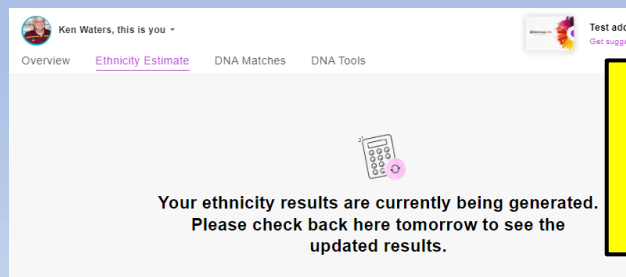 Ken Waters, this is you
Test add
Get sugge
Overview
Ethnicity Estimate
DNA Matches
DNA Tools
Your ethnicity results are currently being generated.
Please check back here tomorrow to see the
updated results.